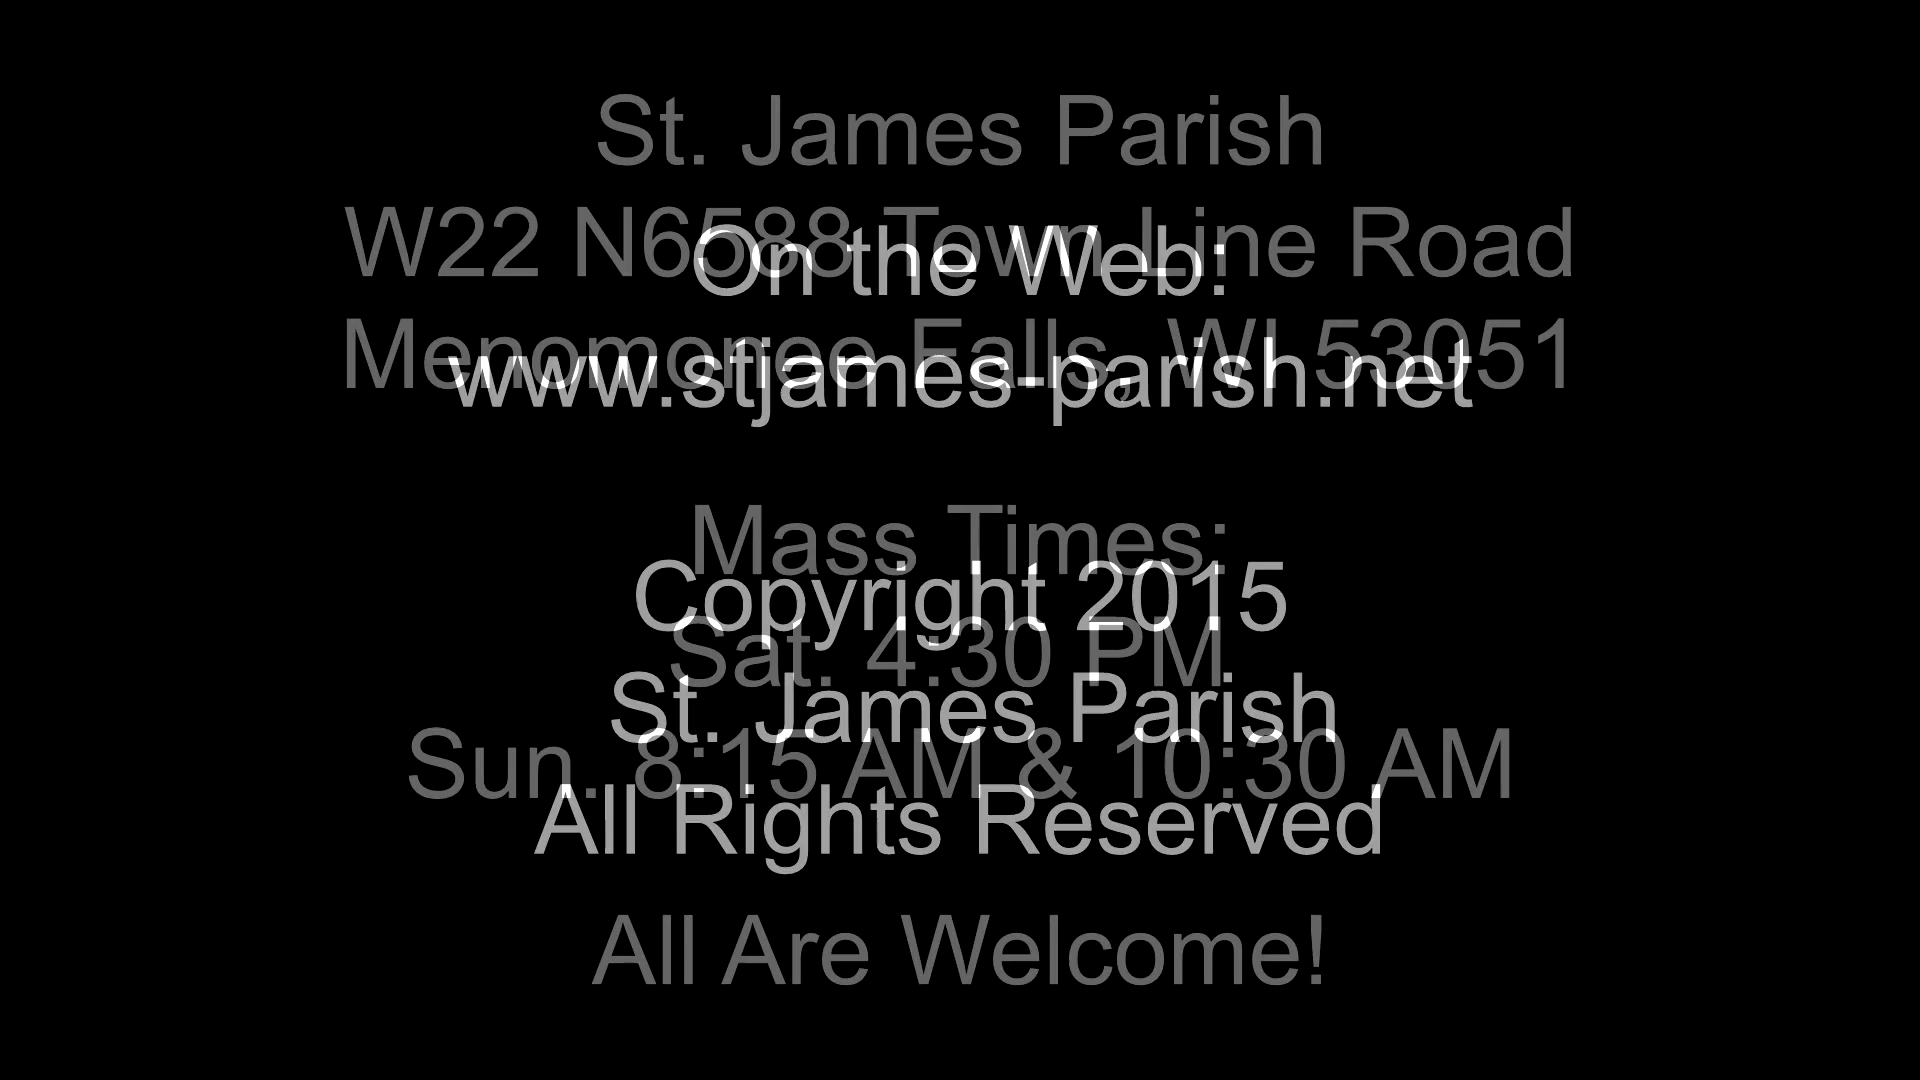 St. James Parish
W22 N6588 Town Line Road
Menomonee Falls, WI 53051
Mass Times:
Sat. 4:30 PM
Sun. 8:15 AM & 10:30 AM
All Are Welcome!
On the Web:
www.stjames-parish.net
Copyright 2015
St. James Parish
All Rights Reserved